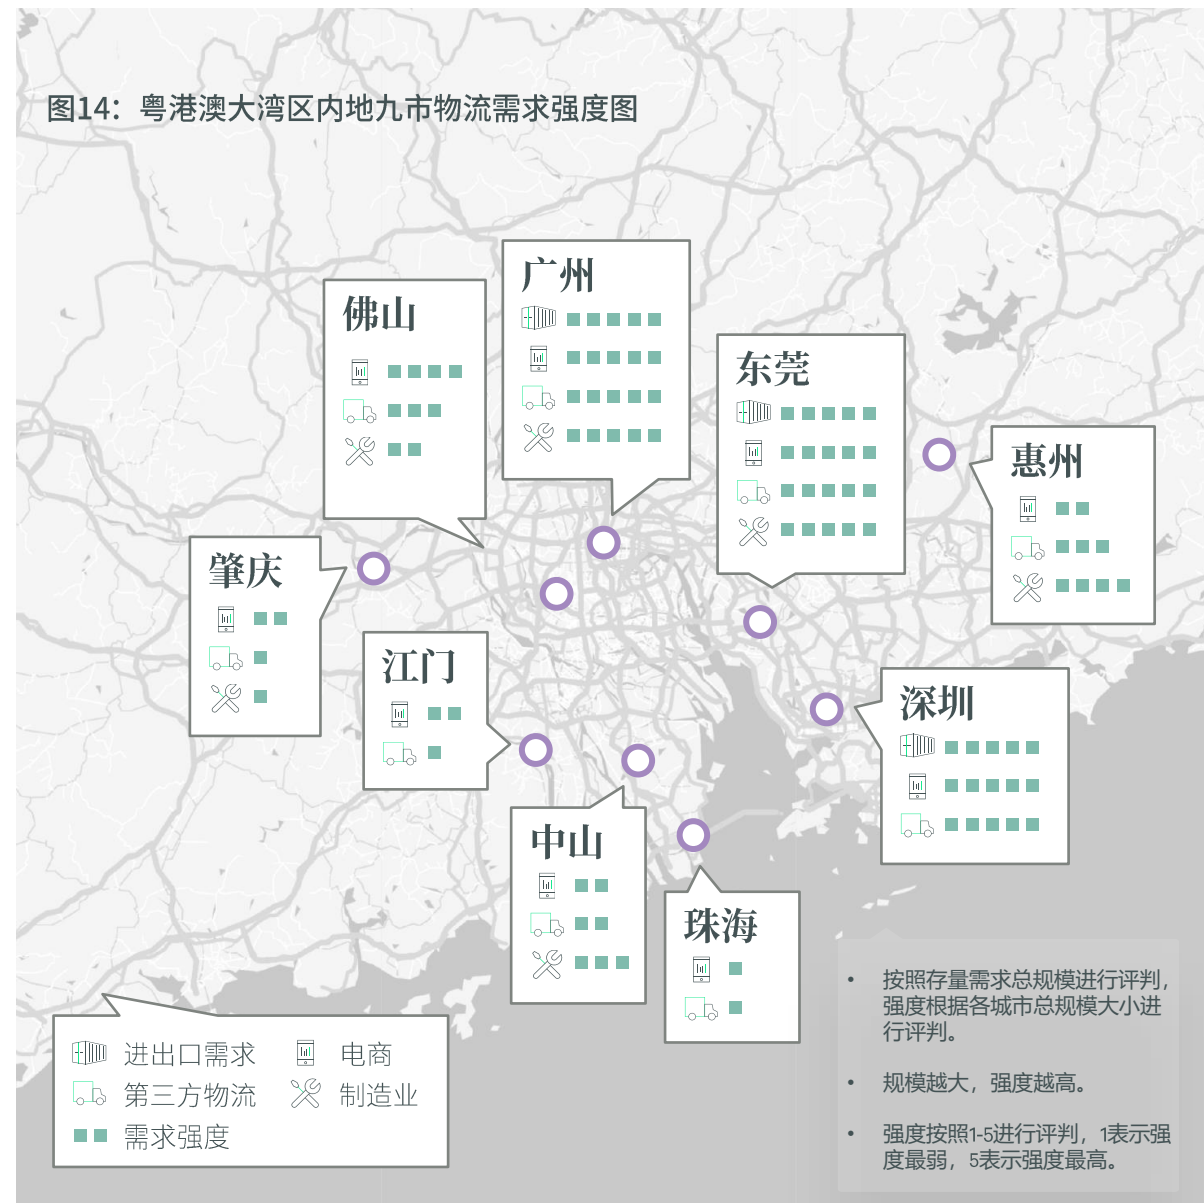 图14：粤港澳大湾区内地九市物流需求强度图
广州
佛山
东莞
惠州
肇庆
江门
深圳
中山
珠海
进出口需求
电商
第三方物流
制造业
需求强度
• 按照存量需求总规模进行评判，
强度根据各城市总规模大小进
行评判。
• 规模越大，强度越高。
• 强度按照1-5进行评判，1表示强
度最弱，5表示强度最高。